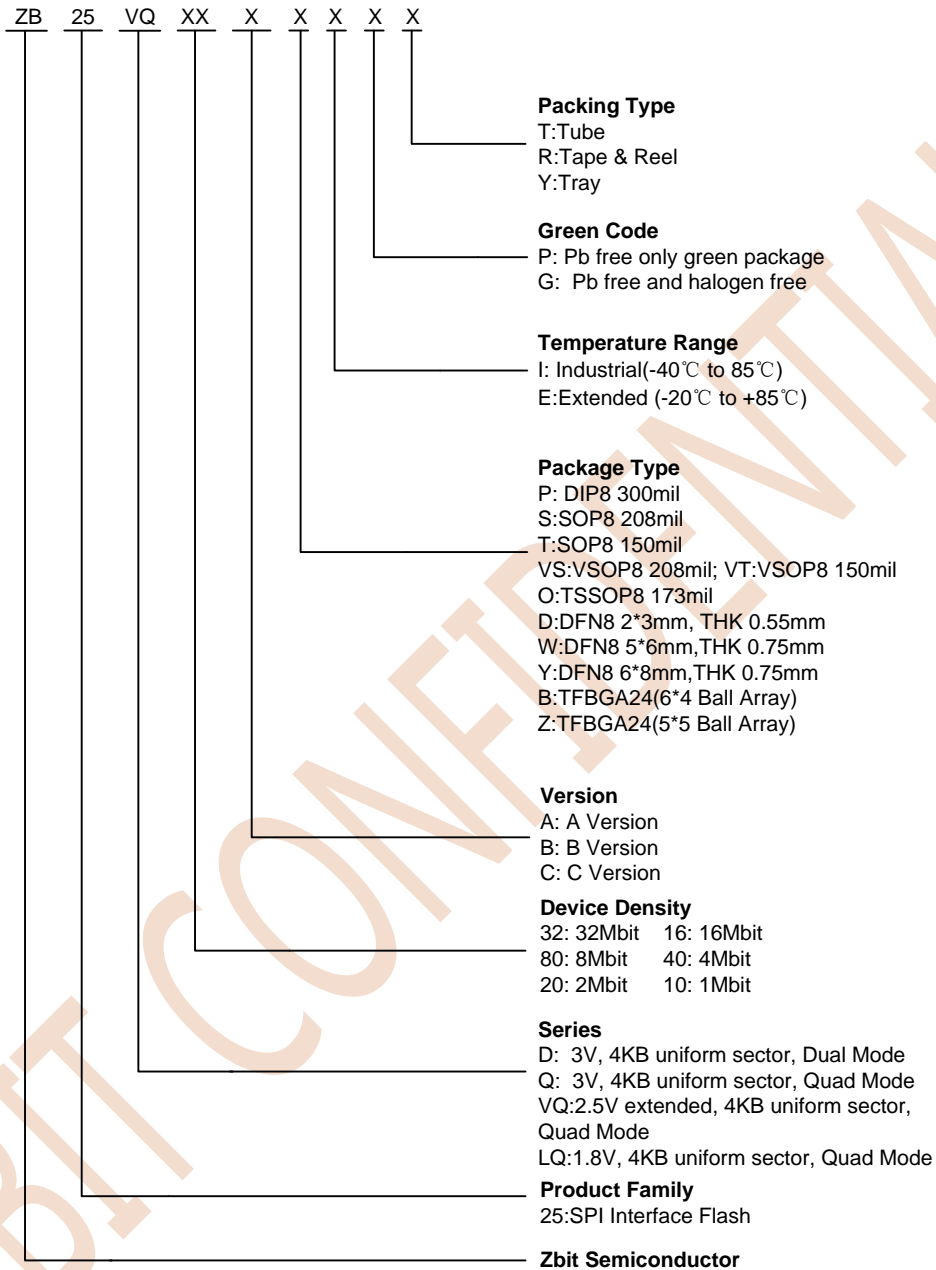 ZB 25 VQ XX X X X X X
Packing Type
T:Tube
R:Tape & Reel
Y:Tray
Green Code
P: Pb free only green package
G: Pb free and halogen free
Temperature Range
I: Industrial(-40℃ to 85℃)
E:Extended (-20℃ to +85℃)
Package Type
P: DIP8 300mil
S:SOP8 208mil
T:SOP8 150mil
VS:VSOP8 208mil; VT:VSOP8 150mil
O:TSSOP8 173mil
D:DFN8 2*3mm, THK 0.55mm
W:DFN8 5*6mm,THK 0.75mm
Y:DFN8 6*8mm,THK 0.75mm
B:TFBGA24(6*4 Ball Array)
Z:TFBGA24(5*5 Ball Array)
Version
A: A Version
B: B Version
C: C Version
Device Density
32: 32Mbit 16: 16Mbit
80: 8Mbit 40: 4Mbit
20: 2Mbit 10: 1Mbit
Series
D: 3V, 4KB uniform sector, Dual Mode
Q: 3V, 4KB uniform sector, Quad Mode
VQ:2.5V extended, 4KB uniform sector,
Quad Mode
LQ:1.8V, 4KB uniform sector, Quad Mode
Product Family
25:SPI Interface Flash
Zbit Semiconductor
BIT CONFIDENTIA